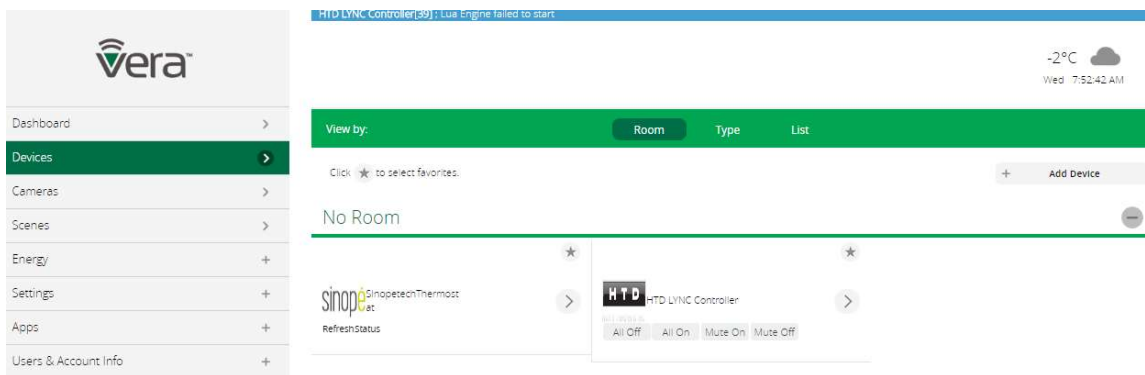 HTD LYNC Controller[39] : Lua Engine failed to start
vera™
-2°C
Wed 7:52:42 AM
Dashboard
Devices
Cameras
Scenes
Energy
Settings
Apps
Users & Account Info
View by:
Room Type List
Click ★ to select favorites.
+ Add Device
No Room
sinopé SinopetechThermost
at
RefreshStatus
HTD HTD LYNC Controller
All Off All On Mute On Mute Off